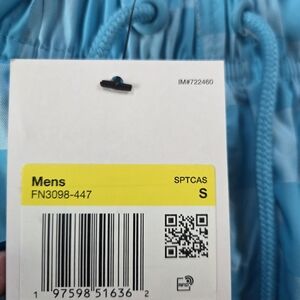 IM#722460
Mens
SPTCAS
FN3098-447
S
1 97598 51636 2